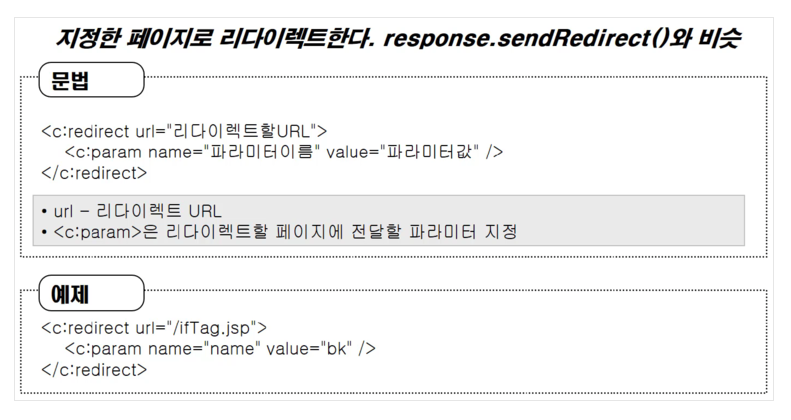 지정한 페이지로 리다이렉트한다. response.sendRedirect()와 비슷
문법
<c:redirect url="리다이렉트할URL">
<c:param name="파라미터이름" value="파라미터값" />
</c:redirect>
• url - 리다이렉트 URL
• <c:param>은 리다이렉트할 페이지에 전달할 파라미터 지정
예제
<c:redirect url="/ifTag.jsp">
<c:param name="name" value="bk" />
</c:redirect>